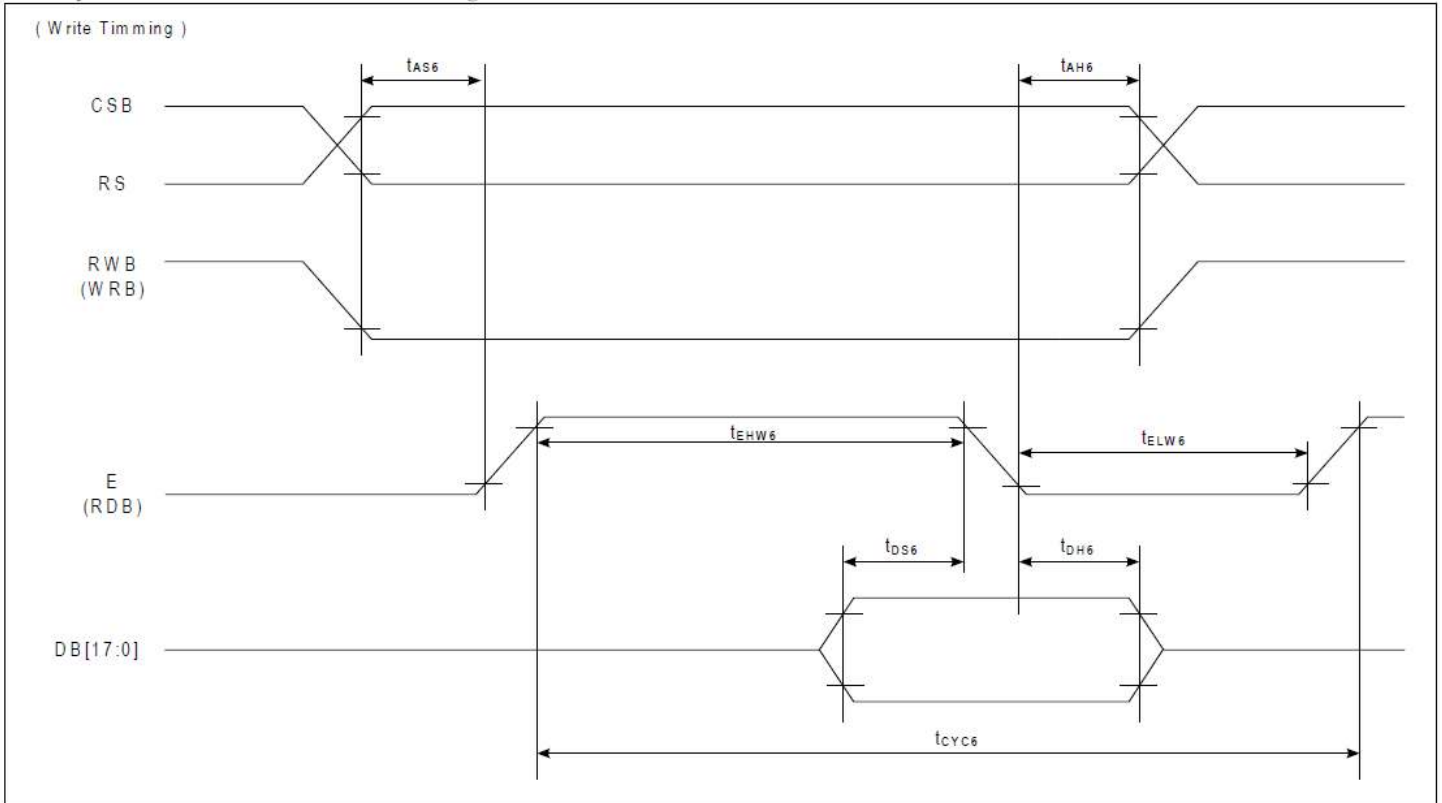 ( Write Timming )
tAS6
tAH6
CSB
RS
RWB
(WRB)
tEHW6
tELW6
E
(RDB)
tDS6
tDH6
DB[17:0]
tCYC6